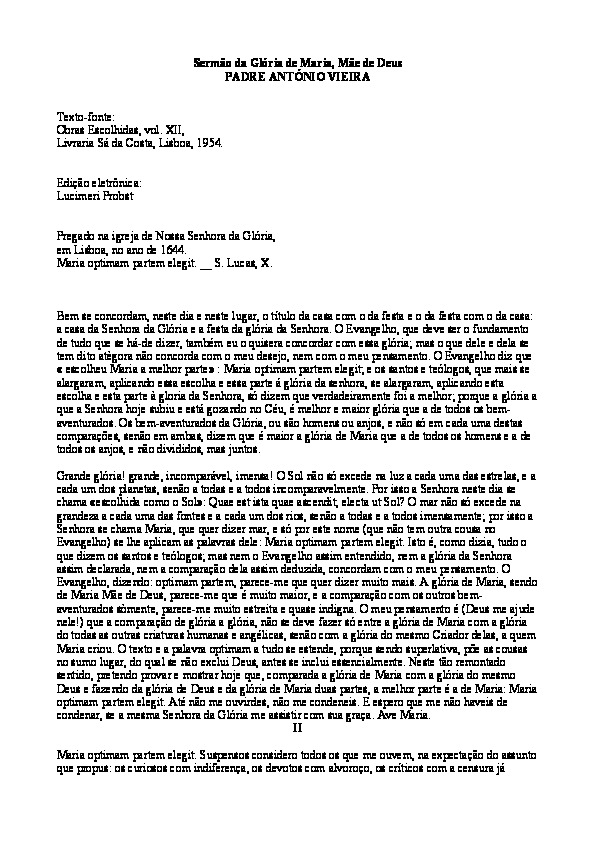 Sermão da Glória de Maria, Mãe de Deus
PADRE ANTÓNIO VIEIRA
Texto-fonte:
Obras Escolhidas, vol. XII,
Livraria Sá da Costa, Lisboa, 1954.
Edição eletrônica:
Lucimeri Probst
Pregado na igreja de Nossa Senhora da Glória,
em Lisboa, no ano de 1644.
Maria optimam partem elegit. __ S. Lucas, X.
Bem se concordam, neste dia e neste lugar, o título da casa com o da festa e o da festa com o da casa:
a casa da Senhora da Glória e a festa da glória da Senhora. O Evangelho, que deve ser o fundamento
de tudo que se há-de dizer, também eu o quisera concordar com essa glória; mas o que dele e dela se
tem dito atégora não concorda com o meu desejo, nem com o meu pensamento. O Evangelho diz que
« escolheu Maria a melhor parte» : Maria optimam partem elegit; e os santos e teólogos, que mais se
alargaram, aplicando essa escolha e essa parte á glória da senhora, se alargaram, aplicando esta
escolha e esta parte à gloria da Senhora, só dizem que verdadeiramente foi a melhor; porque a glória a
que a Senhora hoje subiu e está gozando no Céu, é melhor e maior glória que a de todos os bem-
aventurados. Os bem-aventurados da Glória, ou são homens ou anjos, e não só em cada uma destas
comparações, senão em ambas, dizem que é maior a glória de Maria que a de todos os homens e a de
todos os anjos, e não divididos, mas juntos.
Grande glória! grande, incomparável, imensa! O Sol não só excede na luz a cada uma das estrelas, e a
cada um dos planetas, senão a todas e a todos incomparavelmente. Por isso a Senhora neste dia se
chama «escolhida como o Sol»: Quae est ista quae ascendit, electa ut Sol? O mar não só excede na
grandeza a cada uma das fontes e a cada um dos rios, senão a todas e a todos imensamente; por isso a
Senhora se chama Maria, que quer dizer mar, e só por este nome (que não tem outra cousa no
Evangelho) se lhe aplicam as palavras dele: Maria optimam partem elegit. Isto é, como dizia, tudo o
que dizem os santos e teólogos; mas nem o Evangelho assim entendido, nem a glória da Senhora
assim declarada, nem a comparação dela assim deduzida, concordam com o meu pensamento. O
Evangelho, dizendo: optimam partem, parece-me que quer dizer muito mais. A glória de Maria, sendo
de Maria Mãe de Deus, parece-me que é muito maior, e a comparação com os outros bem-
aventurados sòmente, parece-me muito estreita e quase indigna. O meu pensamento é (Deus me ajude
nele!) que a comparação de glória a glória, não se deve fazer só entre a glória de Maria com a glória
do todas as outras criaturas humanas e angélicas, senão com a glória do mesmo Criador delas, a quem
Maria criou. O texto e a palavra optimam a tudo se estende, porque sendo superlativa, põe as cousas
no sumo lugar, do qual se não exclui Deus, antes se inclui essencialmente. Neste tão remontado
sentido, pretendo provar e mostrar hoje que, comparada a glória de Maria com a glória do mesmo
Deus e fazendo da glória de Deus e da glória de Maria duas partes, a melhor parte é a de Maria: Maria
optimam partem elegit. Até não me ouvirdes, não me condeneis. E espero que me não haveis de
condenar, se a mesma Senhora da Glória me assistir com sua graça. Ave Maria.
II
Maria optimam partem elegit. Suspensos considero todos os que me ouvem, na expectação do assunto
que propus: os curiosos com indiferença, os devotos com alvoroço, os críticos com a censura já